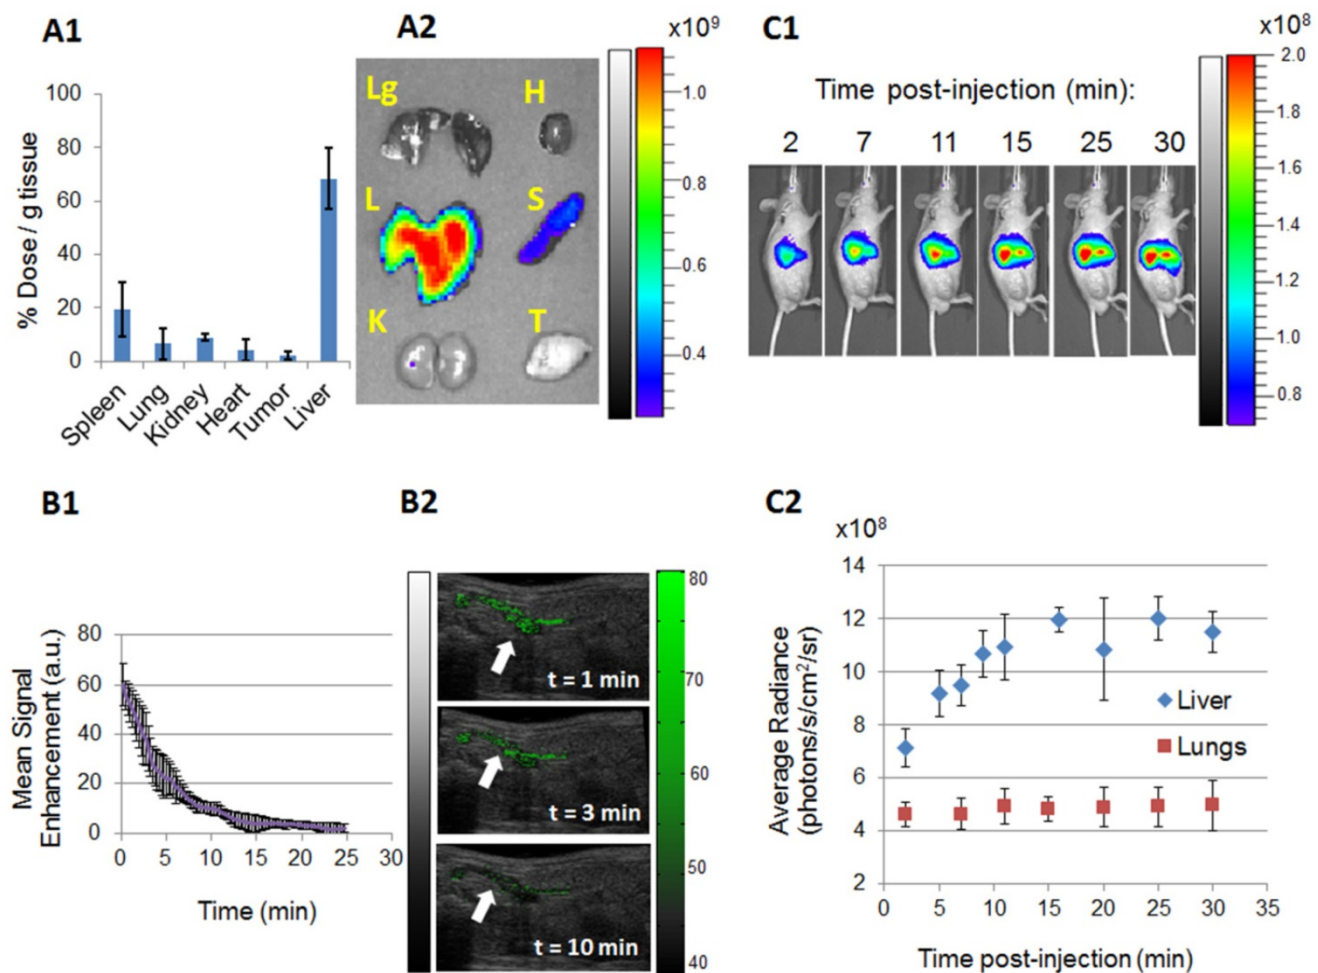 A1
A2
x10⁹
C1
x10⁸
100
80
60
40
20
0
% Dose / g tissue
Spleen
Lung
Kidney
Heart
Tumor
Liver
Lg
H
L
S
K
T
1.0
0.8
0.6
0.4
Time post-injection (min):
2 7 11 15 25 30
2.0
1.8
1.6
1.4
1.2
1.0
0.8
B1
B2
C2
80
60
40
20
0
Mean Signal
Enhancement (a.u.)
0 5 10 15 20 25 30
Time (min)
t = 1 min
t = 3 min
t = 10 min
80
70
60
50
40
x10⁸
14
12
10
8
6
4
2
Average Radiance
(photons/s/cm²/sr)
Liver
Lungs
0 5 10 15 20 25 30 35
Time post-injection (min)